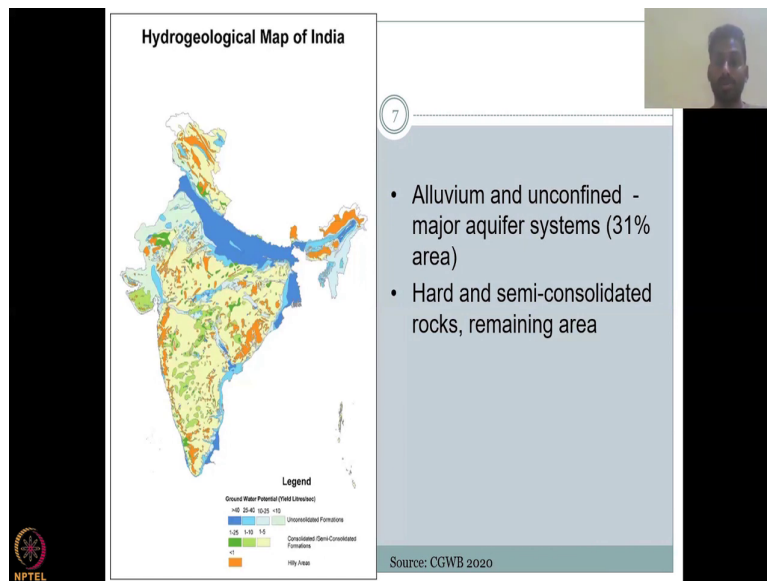 Hydrogeological Map of India
7
• Alluvium and unconfined -
major aquifer systems (31%
area)
• Hard and semi-consolidated
rocks, remaining area
Legend
Ground Water Potential (Yield Litres/sec)
>40 25-40 10-25 <10
Unconsolidated Formations
1-25 1-10 1-5
Consolidated /Semi-Consolidated
Formations
<1
Hilly Areas
Source: CGWB 2020
NPTEL